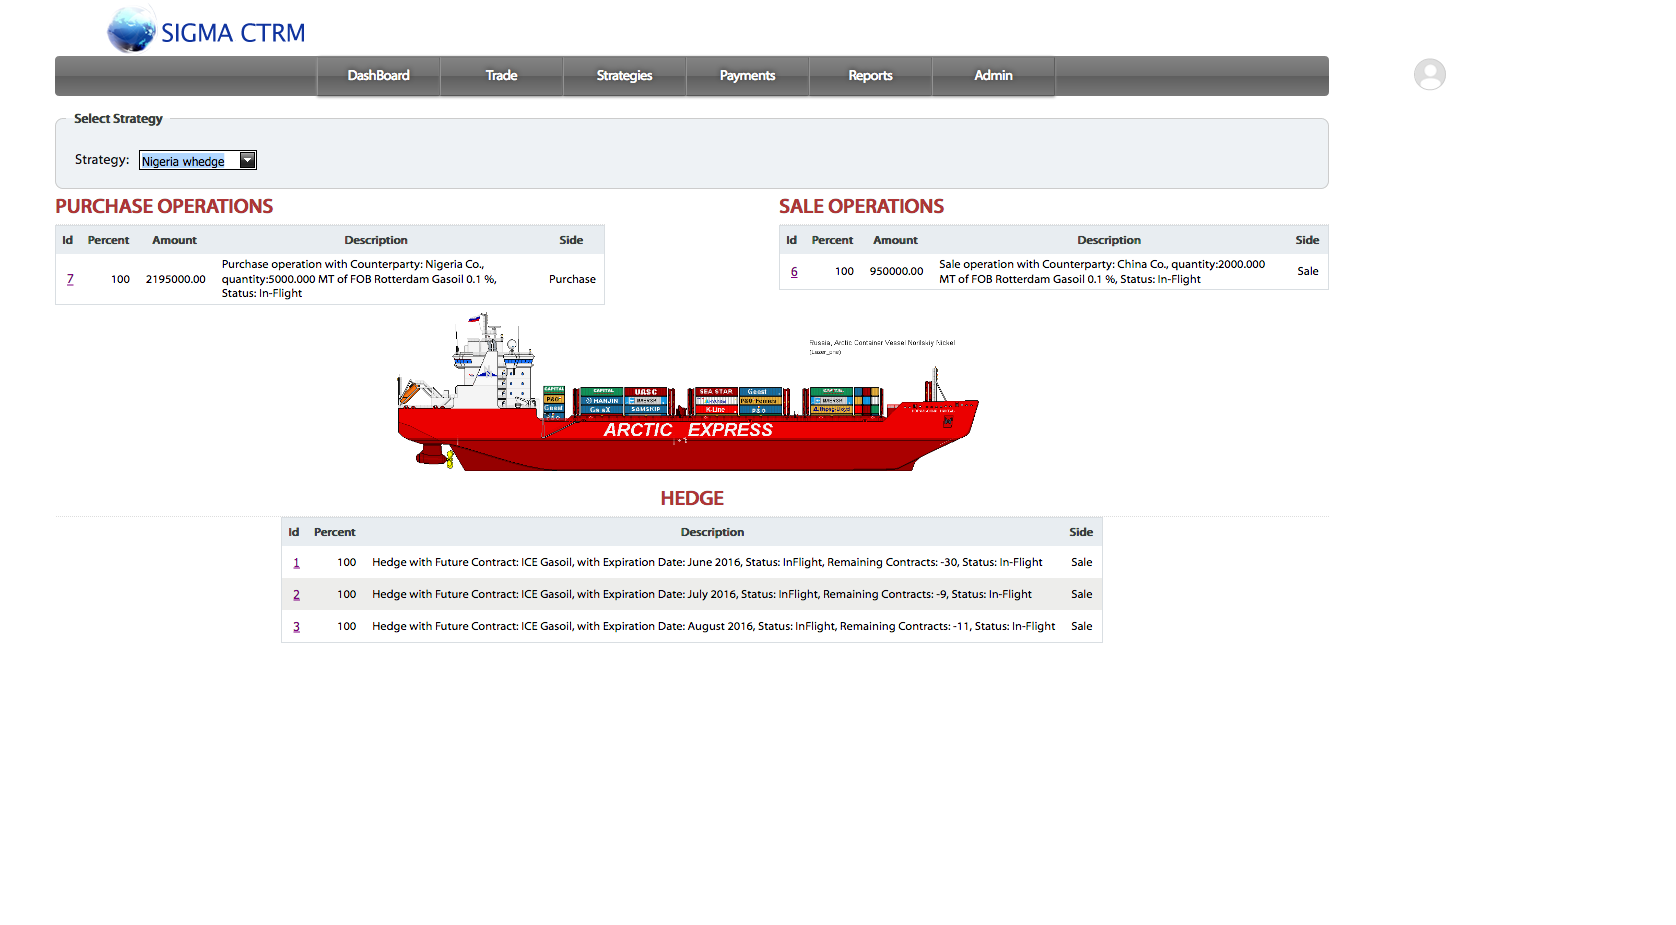 SIGMA CTRM
DashBoard Trade Strategies Payments Reports Admin
Select Strategy
Strategy: Nigeria whedge
PURCHASE OPERATIONS
Id Percent Amount Description Side
7 100 2195000.00 Purchase operation with Counterparty: Nigeria Co.,
quantity:5000.000 MT of FOB Rotterdam Gasoil 0.1 %,
Status: In-Flight
Purchase
SALE OPERATIONS
Id Percent Amount Description Side
6 100 950000.00 Sale operation with Counterparty: China Co., quantity:2000.000
MT of FOB Rotterdam Gasoil 0.1 %, Status: In-Flight
Sale
Russia, Arctic Container Vessel Norilskiy Nickel
CAPITAL CAPITAL UASC SEA STAR Geest
P&O HANJIN MAERSK P&O Ferries MAERSK
SAMSKIP K-Line P&O
ARCTIC EXPRESS
HEDGE
Id Percent Description Side
1 100 Hedge with Future Contract: ICE Gasoil, with Expiration Date: June 2016, Status: InFlight, Remaining Contracts: -30, Status: In-Flight Sale
2 100 Hedge with Future Contract: ICE Gasoil, with Expiration Date: July 2016, Status: InFlight, Remaining Contracts: -9, Status: In-Flight Sale
3 100 Hedge with Future Contract: ICE Gasoil, with Expiration Date: August 2016, Status: InFlight, Remaining Contracts: -11, Status: In-Flight Sale